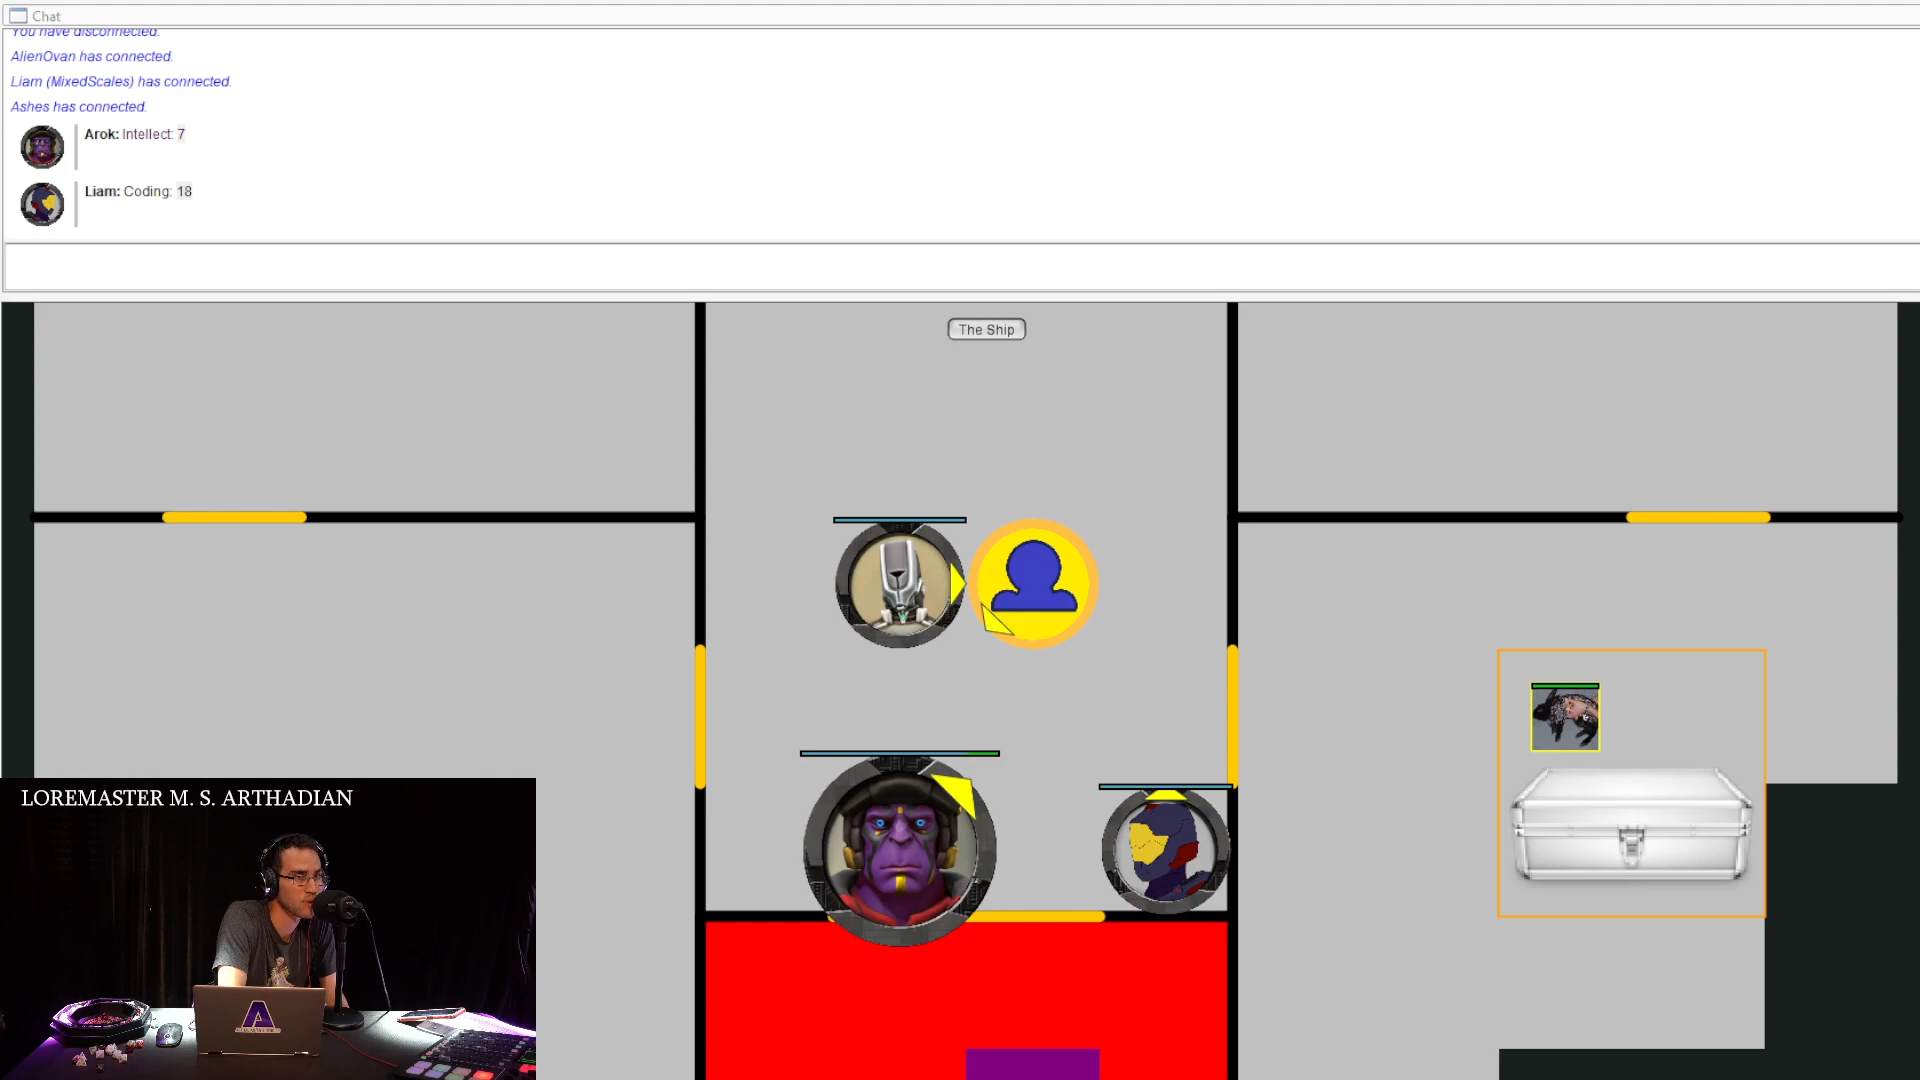 Chat
You have disconnected.
AlienOvan has connected.
Liam (MixedScales) has connected.
Ashes has connected.
Arok: Intellect: 7
Liam: Coding: 18
The Ship
LOREMASTER M. S. ARTHADIAN
A